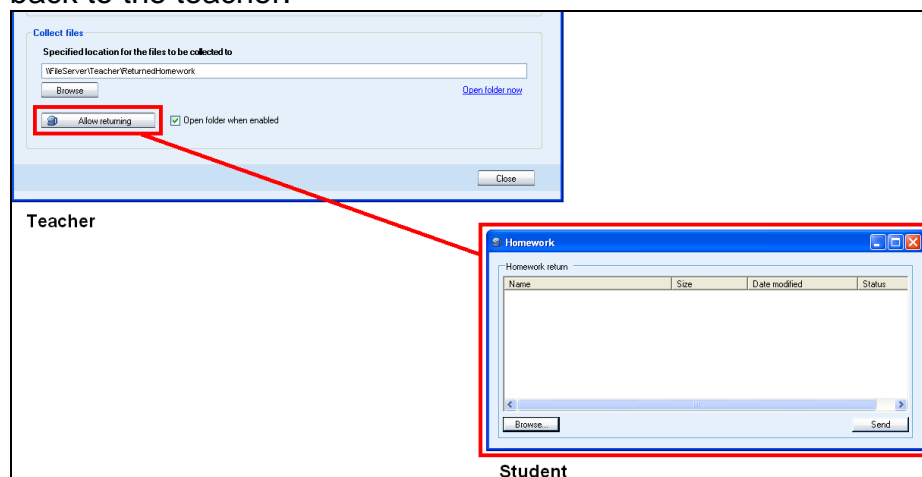 back to the teacher.
Collect files
Specified location for the files to be collected to
\\FileServer\Teacher\ReturnedHomework
Browse
Open folder now
Allow returning
Open folder when enabled
Close
Teacher
Homework
Homework return
Name Size Date modified Status
Browse... Send
Student